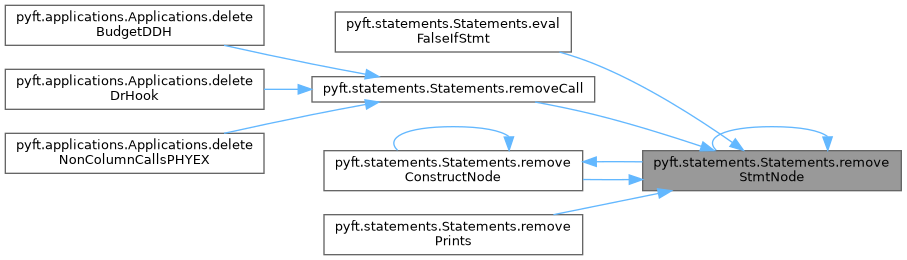 pyft.applications.Applications.delete
BudgetDDH
pyft.applications.Applications.delete
DrHook
pyft.applications.Applications.delete
NonColumnCallsPHYEX
pyft.statements.Statements.eval
FalseIfStmt
pyft.statements.Statements.removeCall
pyft.statements.Statements.remove
ConstructNode
pyft.statements.Statements.remove
Prints
pyft.statements.Statements.remove
StmtNode